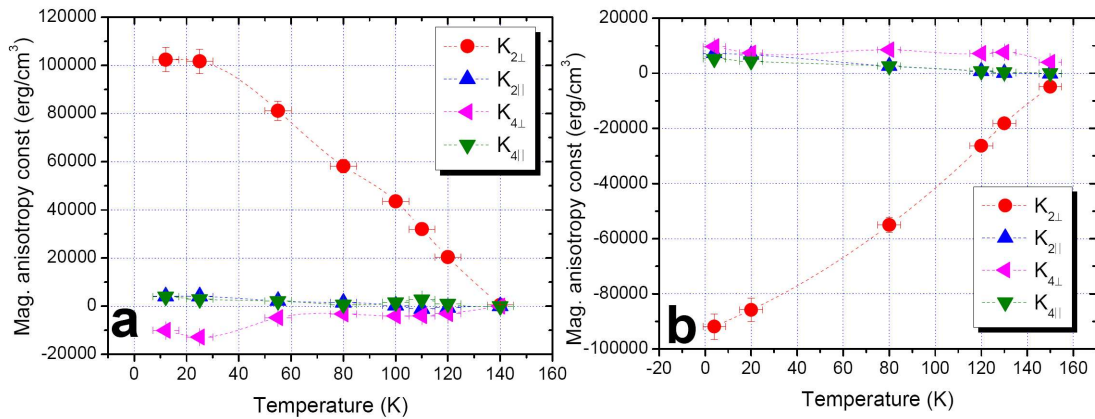 120000
100000
80000
60000
40000
20000
0
-20000
Mag. anisotropy const (erg/cm³)
K₂⊥
K₂||
K₄⊥
K₄||
a
0 20 40 60 80 100 120 140 160
Temperature (K)
20000
0
-20000
-40000
-60000
-80000
-100000
Mag. anisotropy const (erg/cm³)
K₂⊥
K₂||
K₄⊥
K₄||
b
-20 0 20 40 60 80 100 120 140 160
Temperature (K)